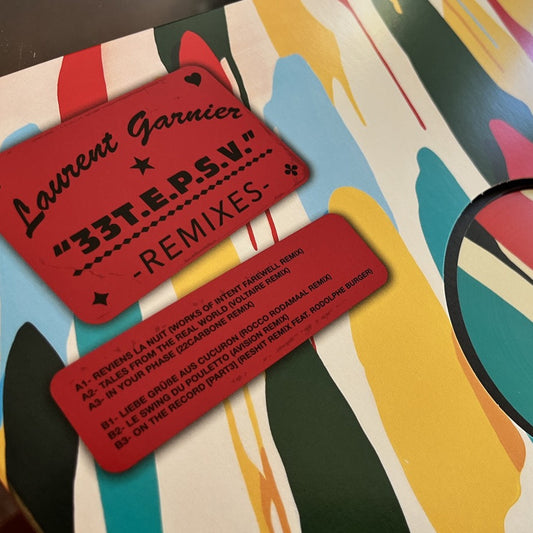 Laurent Garnier
"33T.E.P.S.V."
-REMIXES-
A1- REVIENS LA NUIT (WORKS OF INTENT FAREWELL REMIX)
A2- TALES FROM THE REAL WORLD (VOLTAIRE REMIX)
A3- IN YOUR PHASE (22CARBONE REMIX)
B1- LIEBE GRÜßE AUS CUCURON (ROCCO RODAMAAL REMIX)
B2- LE SWING DU POULETTO (AVISION REMIX)
B3- ON THE RECORD [PART3] (RESHIT REMIX FEAT. RODOLPHE BURGER)